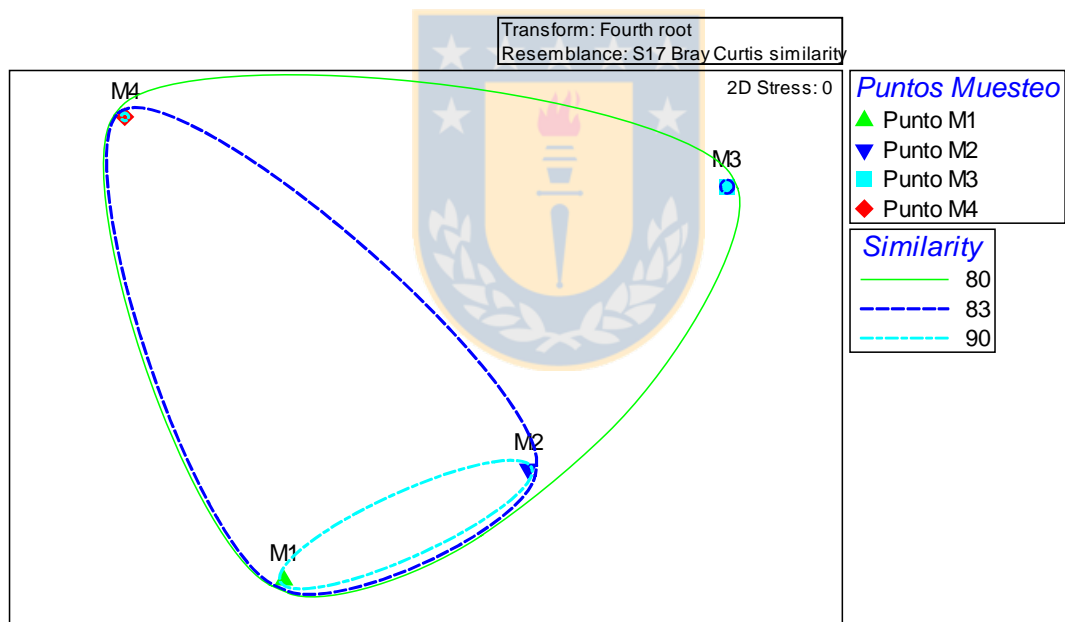 Transform: Fourth root
Resemblance: S17 Bray Curtis similarity
2D Stress: 0
M4
M3
M2
M1
Puntos Muesteo
Punto M1
Punto M2
Punto M3
Punto M4
Similarity
80
83
90